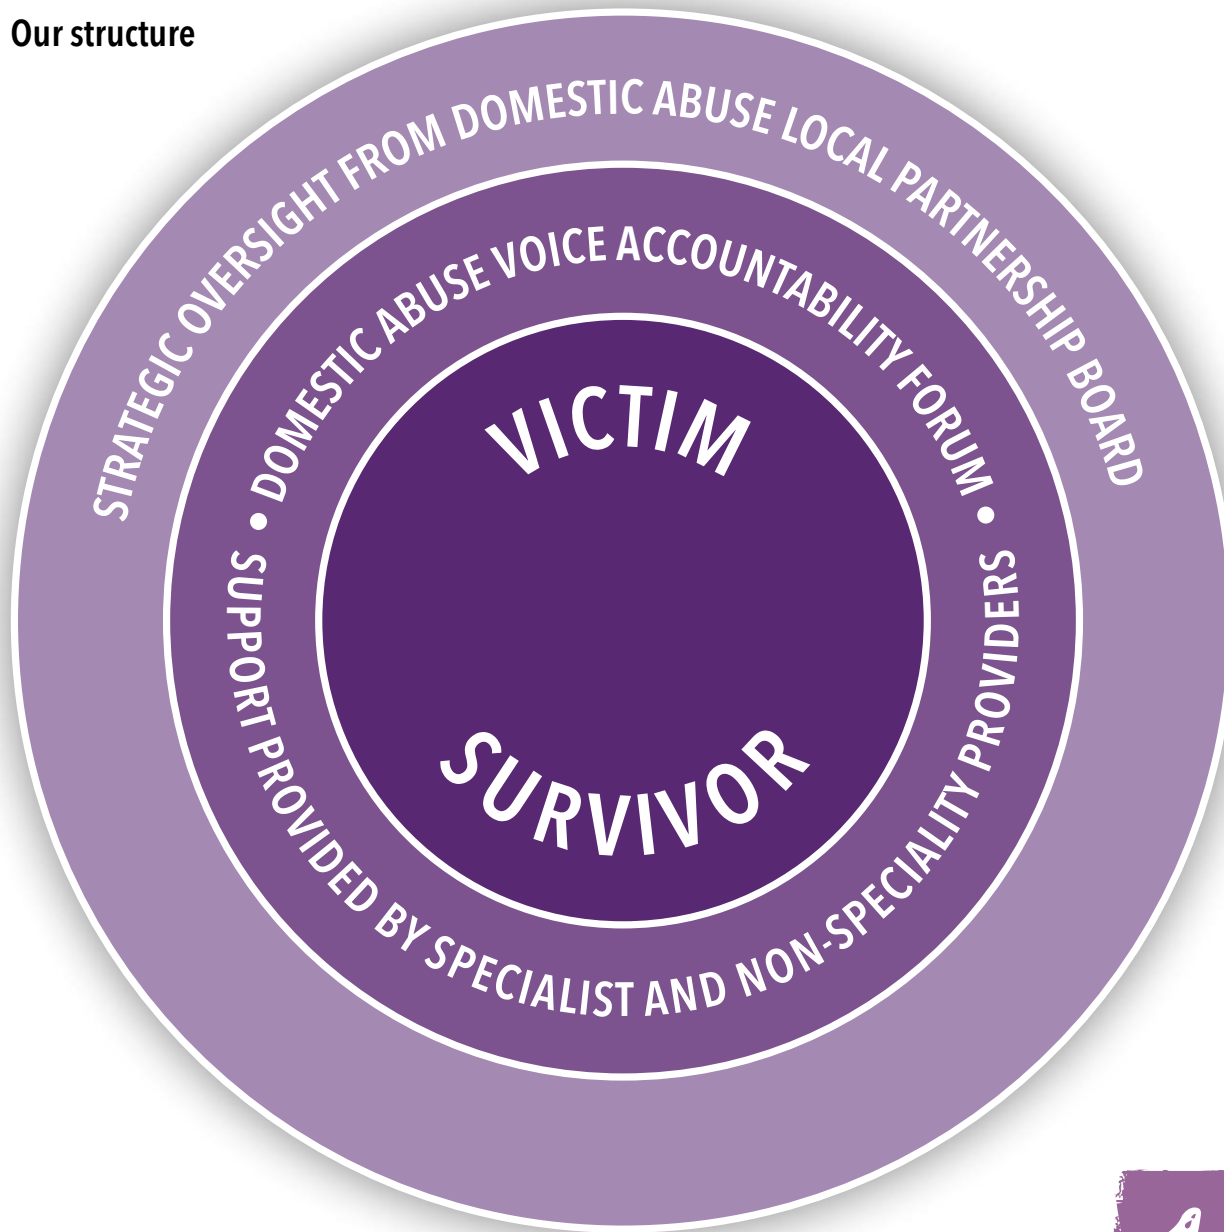 Our structure
STRATEGIC OVERSIGHT FROM DOMESTIC ABUSE LOCAL PARTNERSHIP BOARD
• DOMESTIC ABUSE VOICE ACCOUNTABILITY FORUM •
SUPPORT PROVIDED BY SPECIALIST AND NON-SPECIALITY PROVIDERS
VICTIM
SURVIVOR